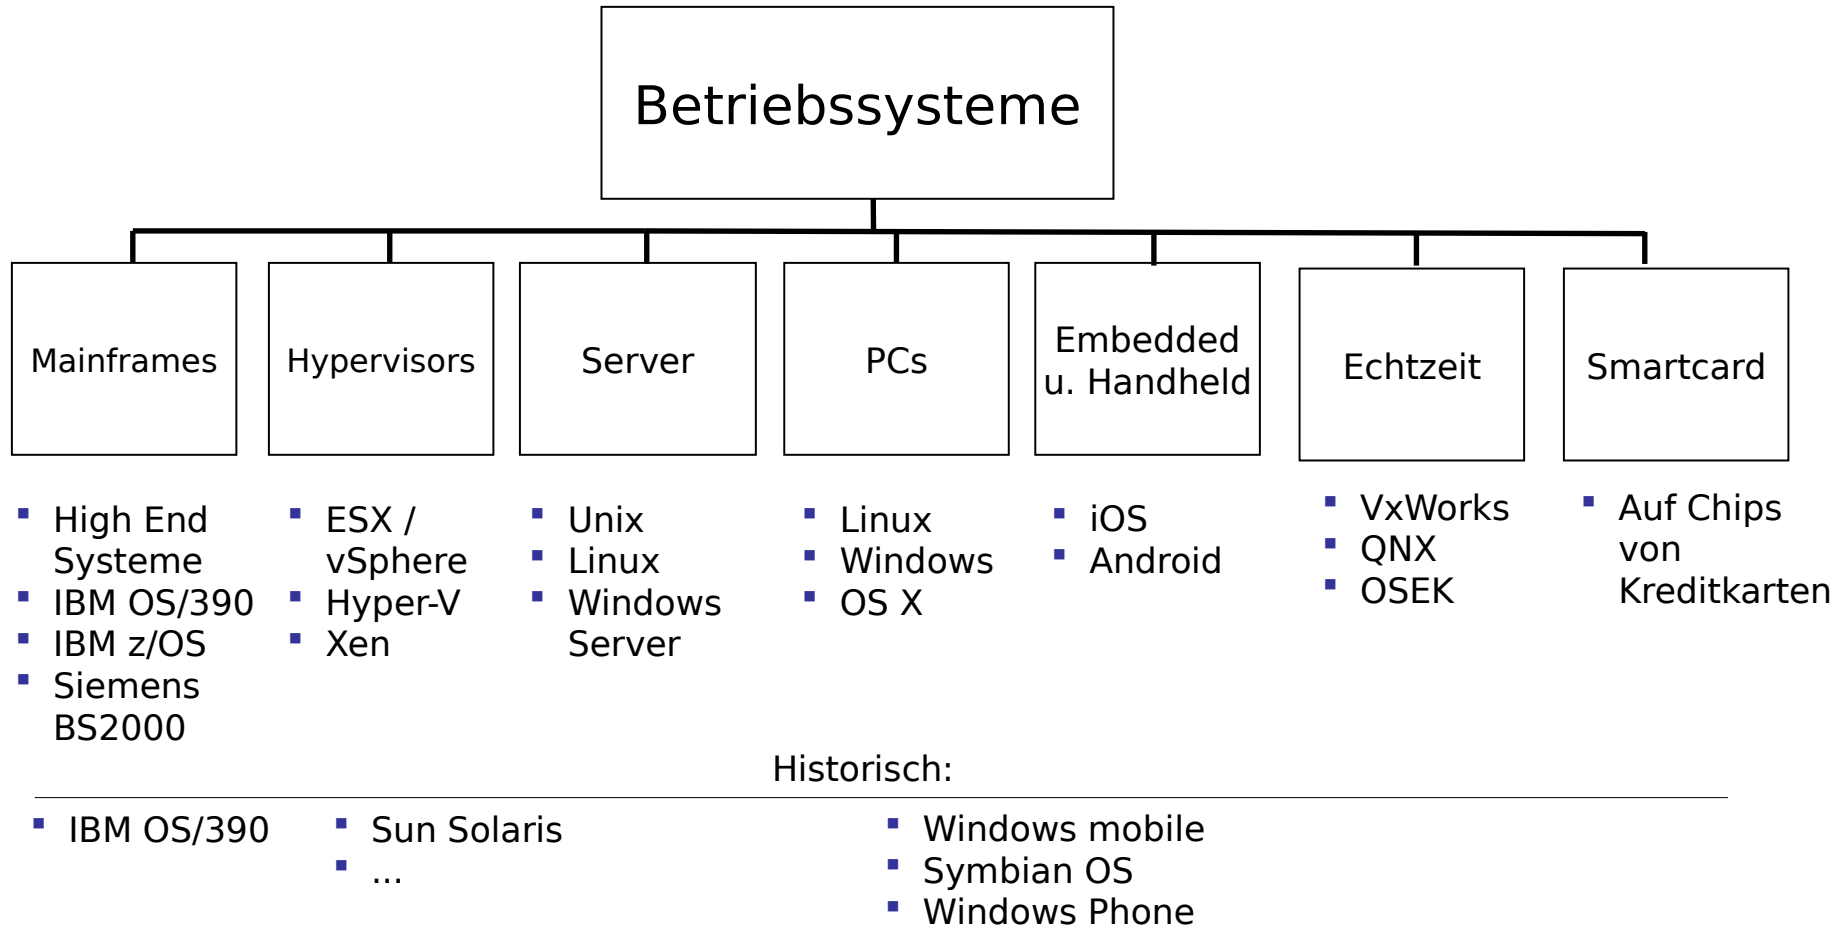 Betriebssysteme
Mainframes
Hypervisors
Server
PCs
Embedded
u. Handheld
Echtzeit
Smartcard
High End
Systeme
IBM OS/390
IBM z/OS
Siemens
BS2000
ESX /
vSphere
Hyper-V
Xen
Unix
Linux
Windows
Server
Linux
Windows
OS X
iOS
Android
VxWorks
QNX
OSEK
Auf Chips
von
Kreditkarten
Historisch:
IBM OS/390
Sun Solaris
...
Windows mobile
Symbian OS
Windows Phone